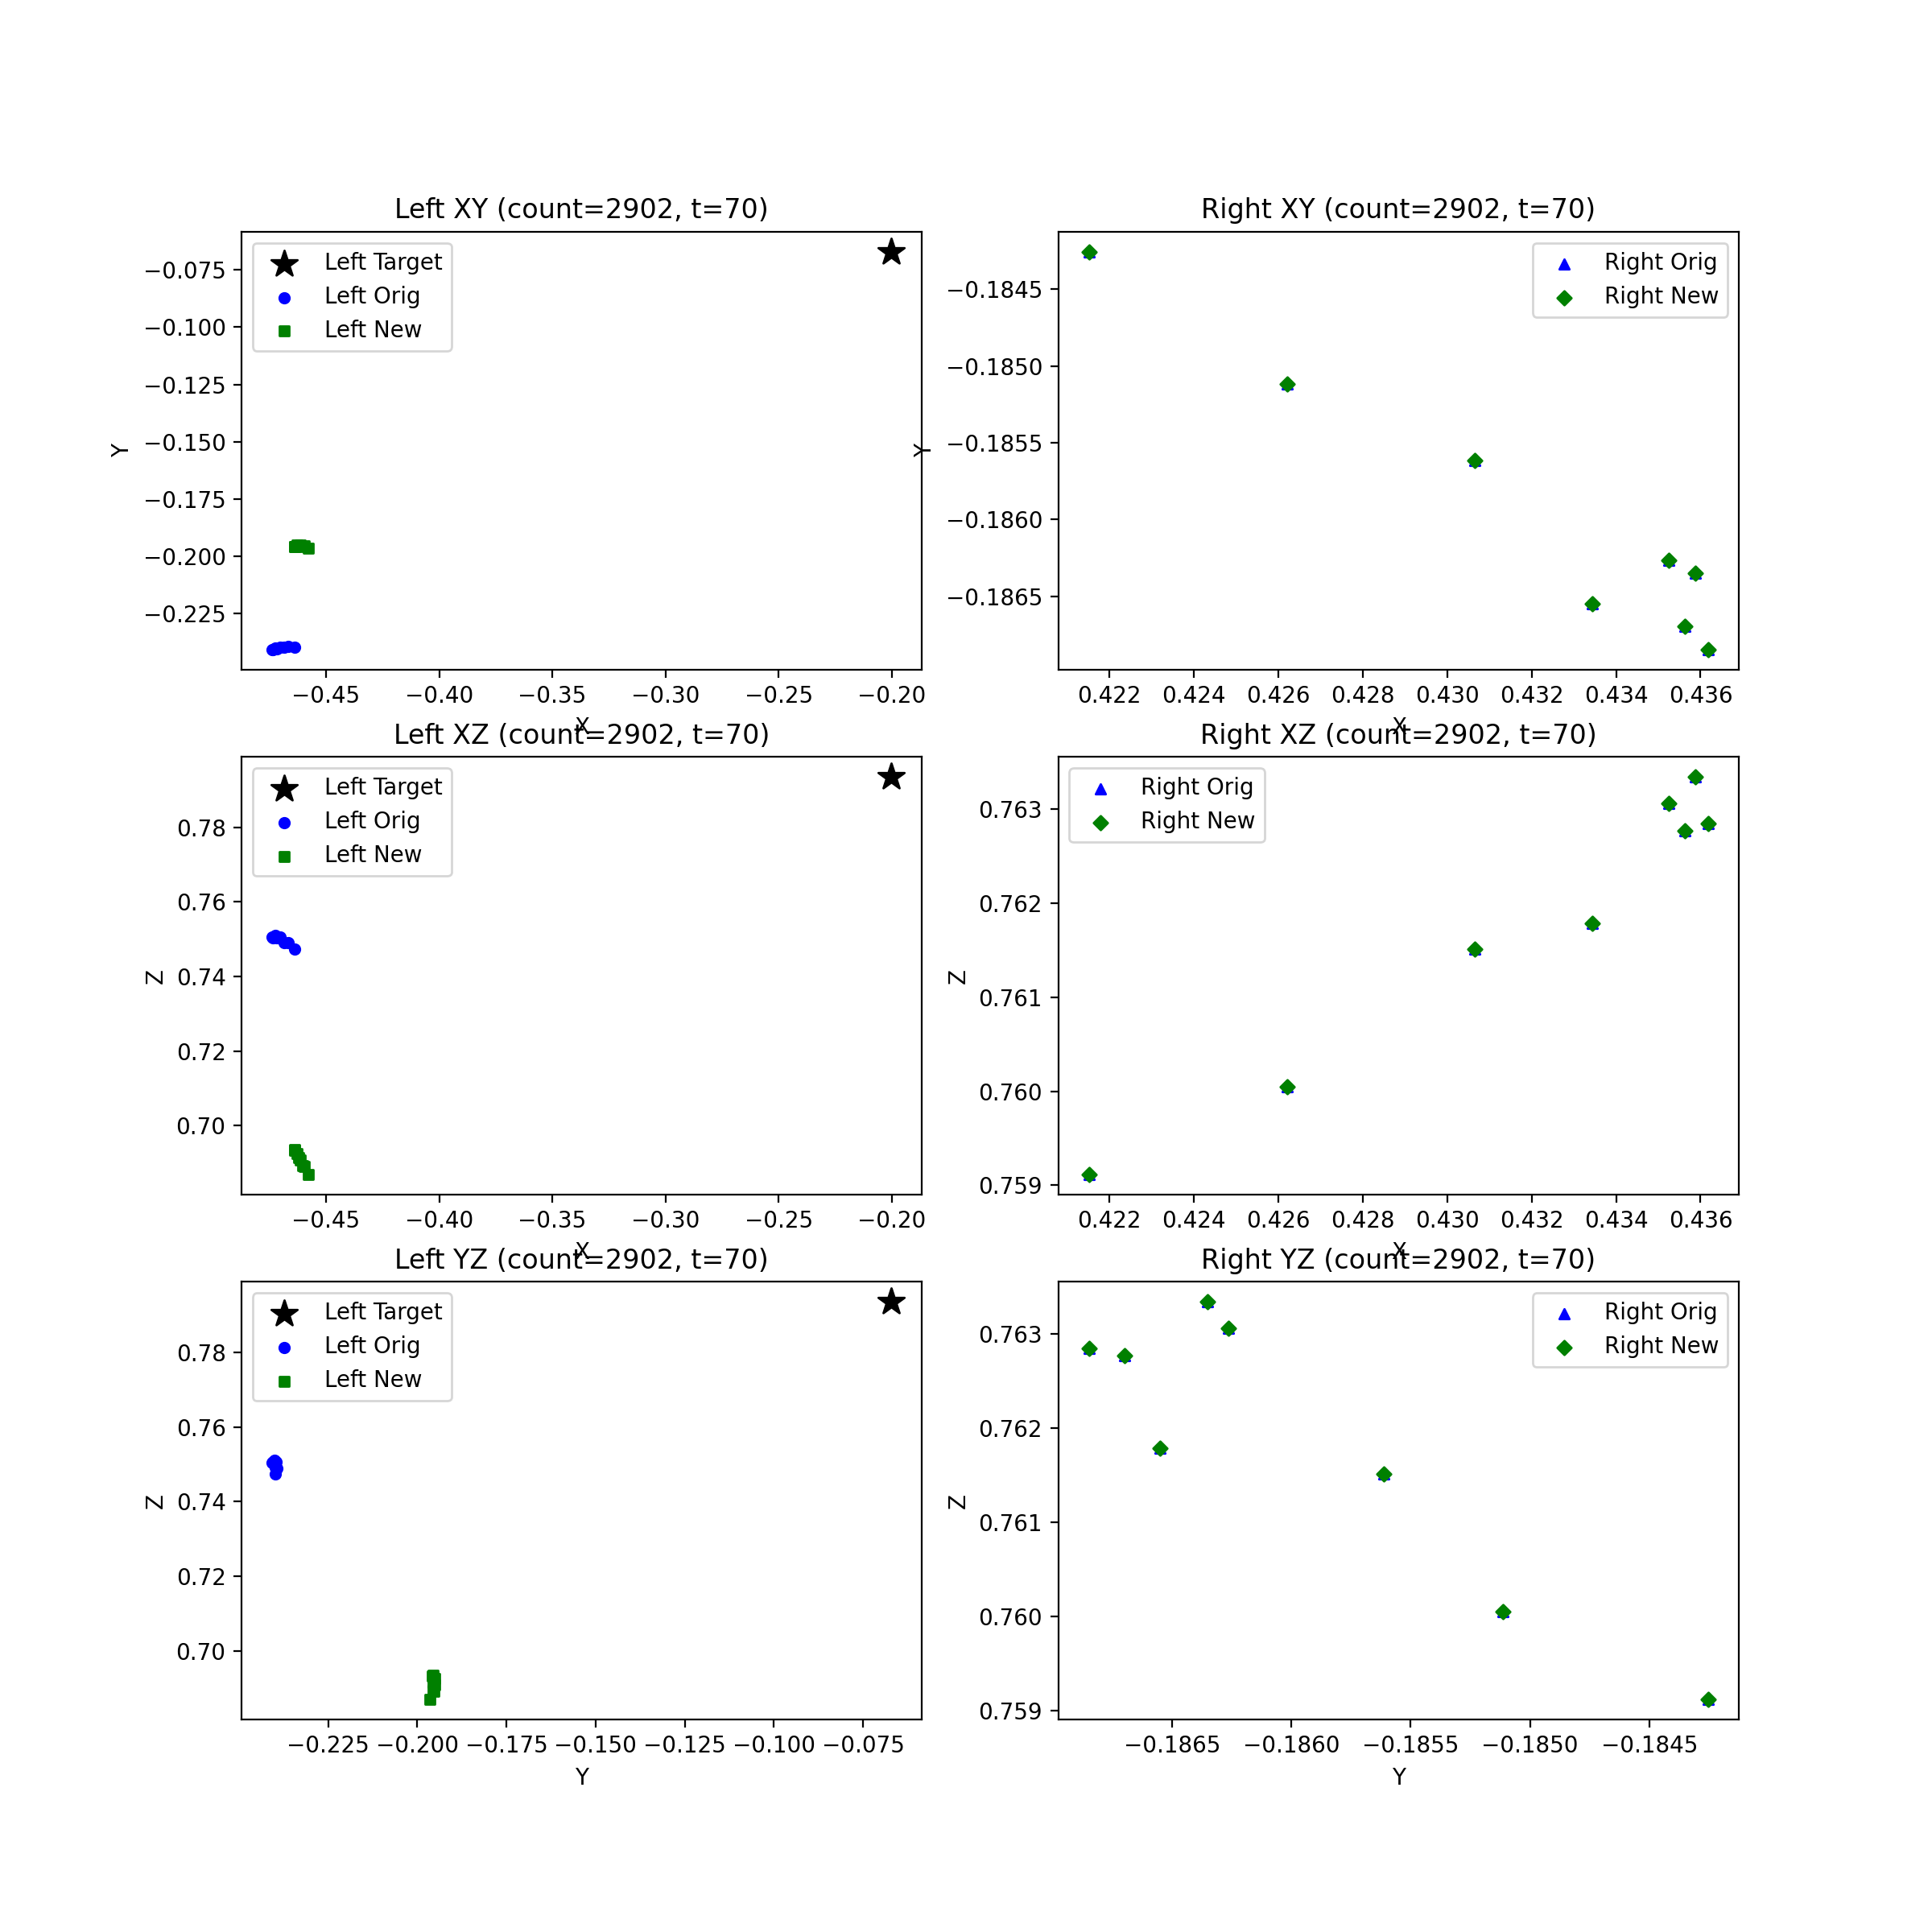 Left XY (count=2902, t=70)
Left Target
Left Orig
Left New
−0.075
−0.100
−0.125
−0.150
−0.175
−0.200
−0.225
Y
−0.45 −0.40 −0.35 −0.30 −0.25 −0.20
X
Right XY (count=2902, t=70)
Right Orig
Right New
−0.1845
−0.1850
−0.1855
−0.1860
−0.1865
Y
0.422 0.424 0.426 0.428 0.430 0.432 0.434 0.436
X
Left XZ (count=2902, t=70)
Left Target
Left Orig
Left New
0.78
0.76
0.74
0.72
0.70
Z
−0.45 −0.40 −0.35 −0.30 −0.25 −0.20
X
Right XZ (count=2902, t=70)
Right Orig
Right New
0.763
0.762
0.761
0.760
0.759
Z
0.422 0.424 0.426 0.428 0.430 0.432 0.434 0.436
X
Left YZ (count=2902, t=70)
Left Target
Left Orig
Left New
0.78
0.76
0.74
0.72
0.70
Z
−0.225 −0.200 −0.175 −0.150 −0.125 −0.100 −0.075
Y
Right YZ (count=2902, t=70)
Right Orig
Right New
0.763
0.762
0.761
0.760
0.759
Z
−0.1865 −0.1860 −0.1855 −0.1850 −0.1845
Y